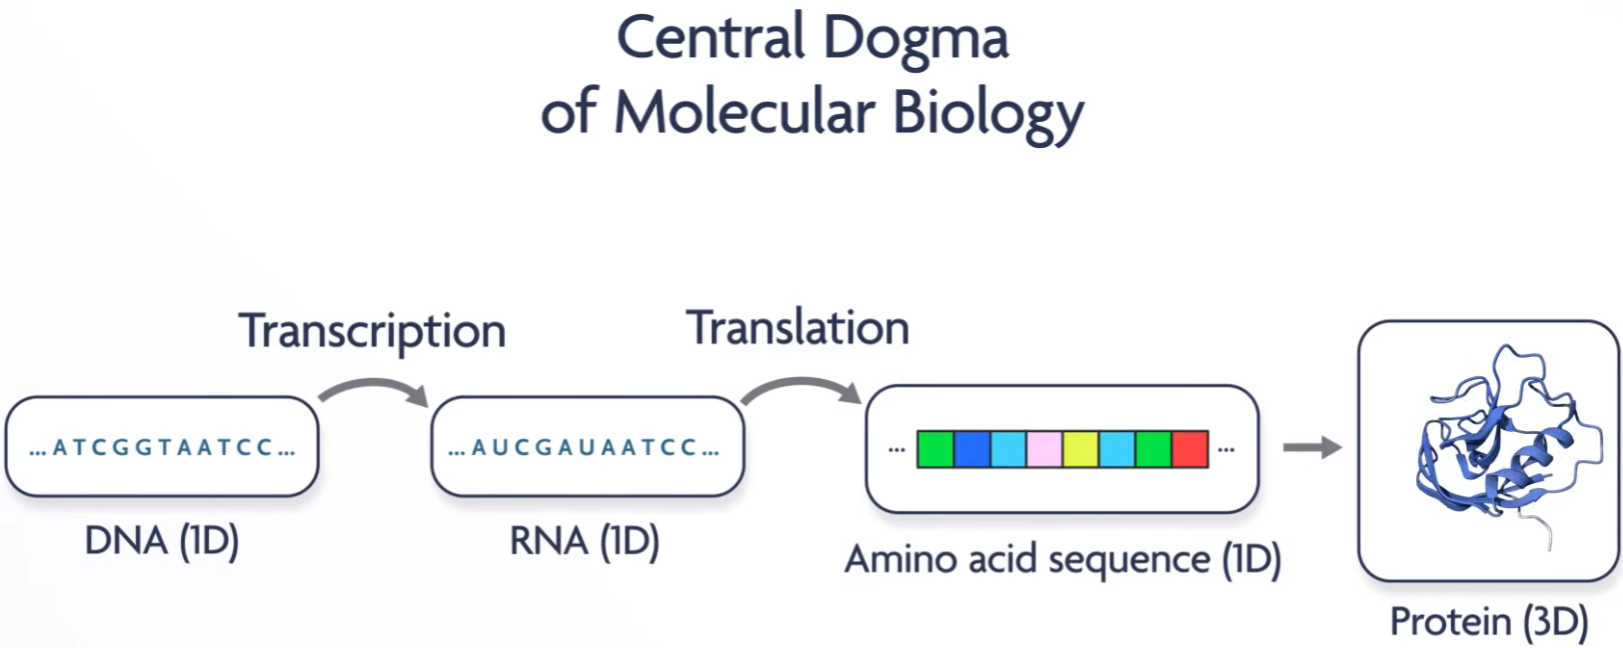 Central Dogma
of Molecular Biology
Transcription
Translation
...ATCGGTAATCC...
...AUCGAUAATCC...
... ...
DNA (1D)
RNA (1D)
Amino acid sequence (1D)
Protein (3D)